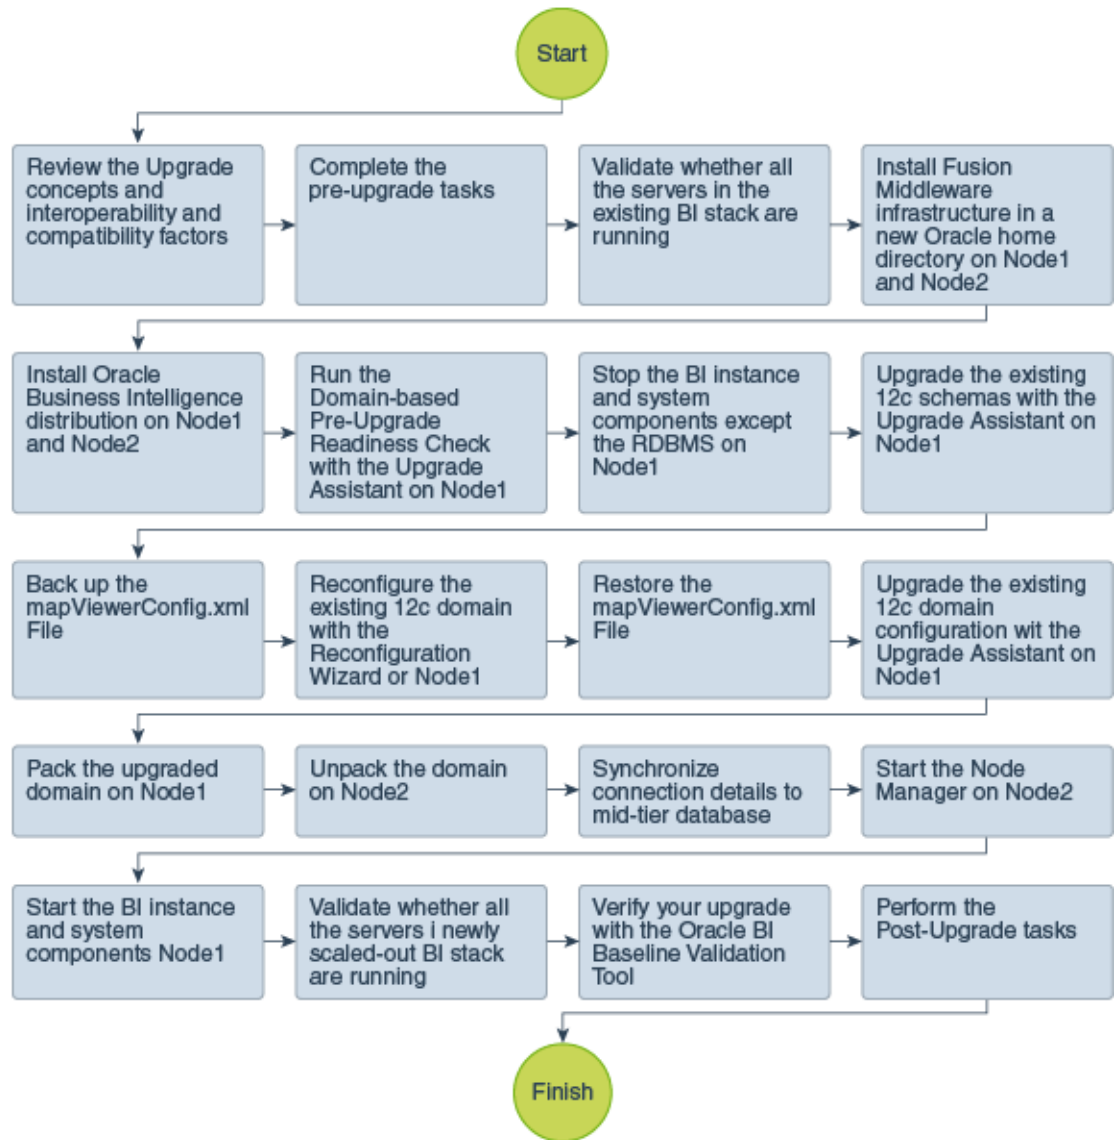 Start
Review the Upgrade
concepts and
interoperability and
compatibility factors
Complete the
pre-upgrade tasks
Validate whether all
the servers in the
existing BI stack are
running
Install Fusion
Middleware
infrastructure in a
new Oracle home
directory on Node1
and Node2
Install Oracle
Business Intelligence
distribution on Node1
and Node2
Run the
Domain-based
Pre-Upgrade
Readiness Check
with the Upgrade
Assistant on Node1
Stop the BI instance
and system
components except
the RDBMS on
Node1
Upgrade the existing
12c schemas with the
Upgrade Assistant on
Node1
Back up the
mapViewerConfig.xml
File
Reconfigure the
existing 12c domain
with the
Reconfiguration
Wizard or Node1
Restore the
mapViewerConfig.xml
File
Upgrade the existing
12c domain
configuration wit the
Upgrade Assistant on
Node1
Pack the upgraded
domain on Node1
Unpack the domain
on Node2
Synchronize
connection details to
mid-tier database
Start the Node
Manager on Node2
Start the BI instance
and system
components Node1
Validate whether all
the servers i newly
scaled-out BI stack
are running
Verify your upgrade
with the Oracle BI
Baseline Validation
Tool
Perform the
Post-Upgrade tasks
Finish